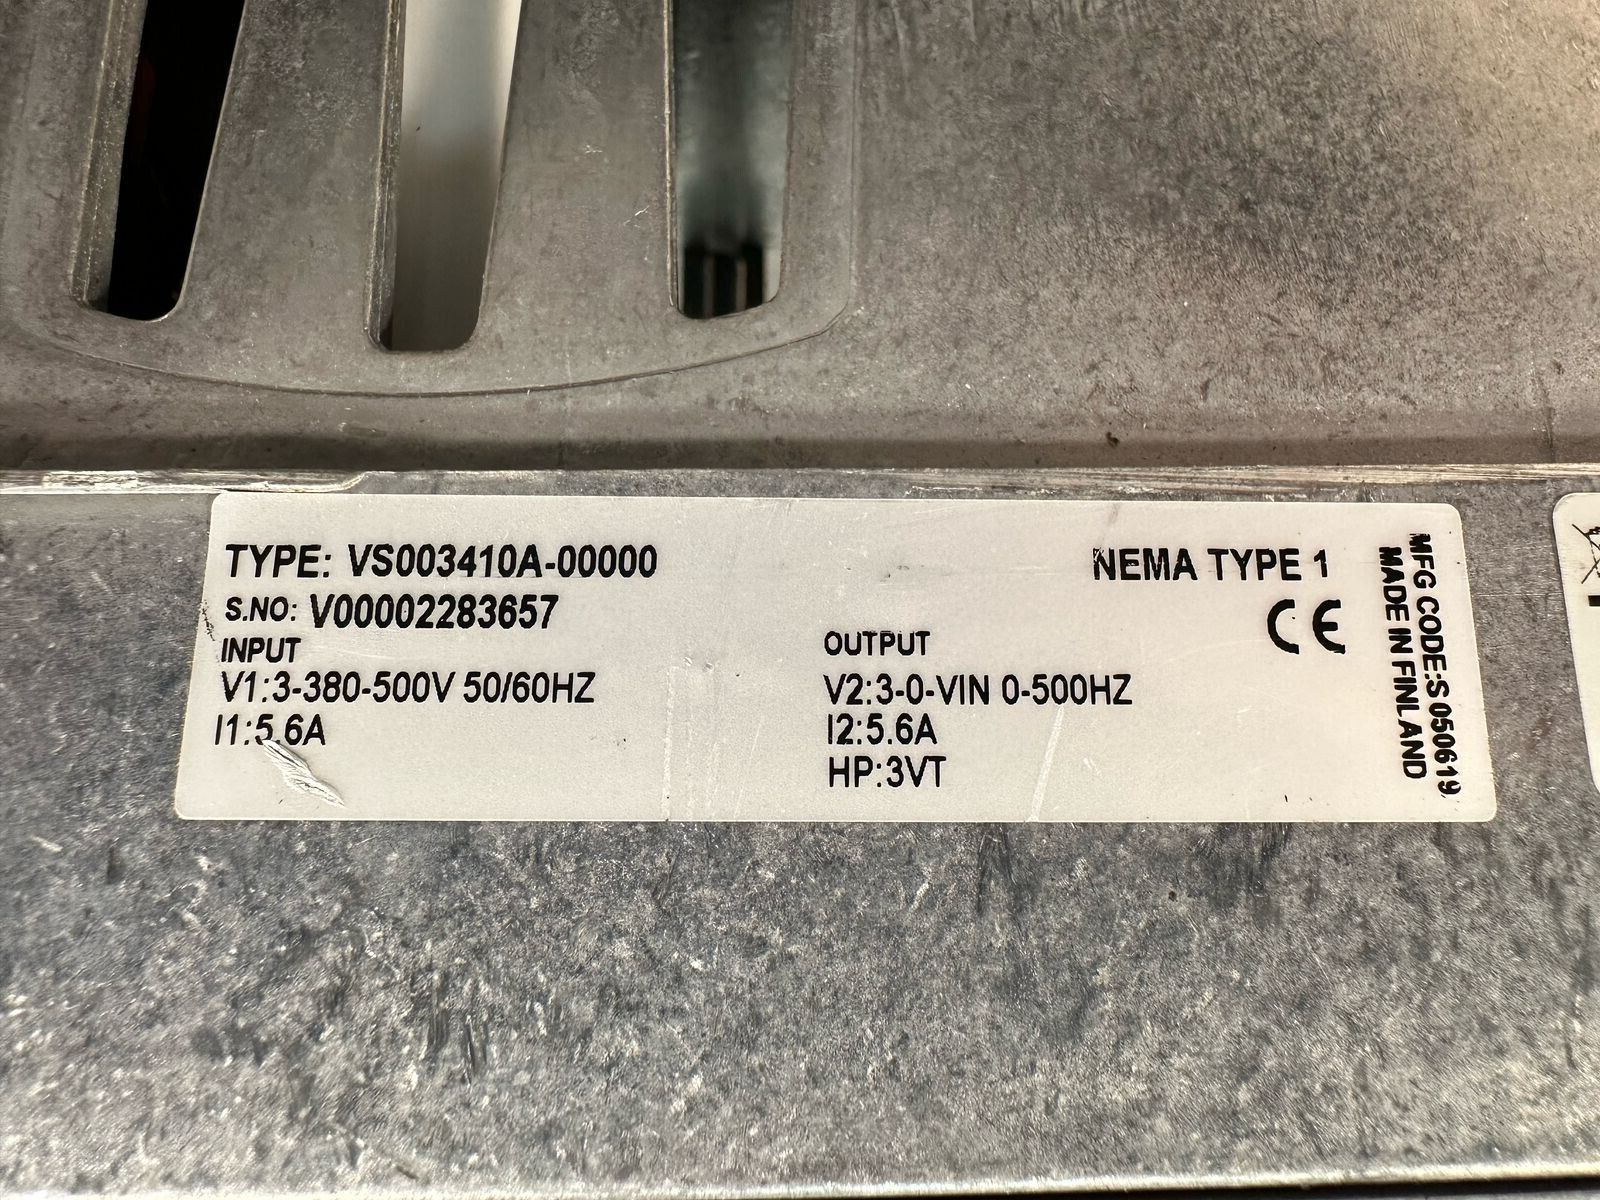 TYPE: VS003410A-00000
S.NO: V00002283657
INPUT
V1:3-380-500V 50/60HZ
I1:5.6A
OUTPUT
V2:3-0-VIN 0-500HZ
I2:5.6A
HP:3VT
NEMA TYPE 1
CE
MFG CODE:S 050619
MADE IN FINLAND